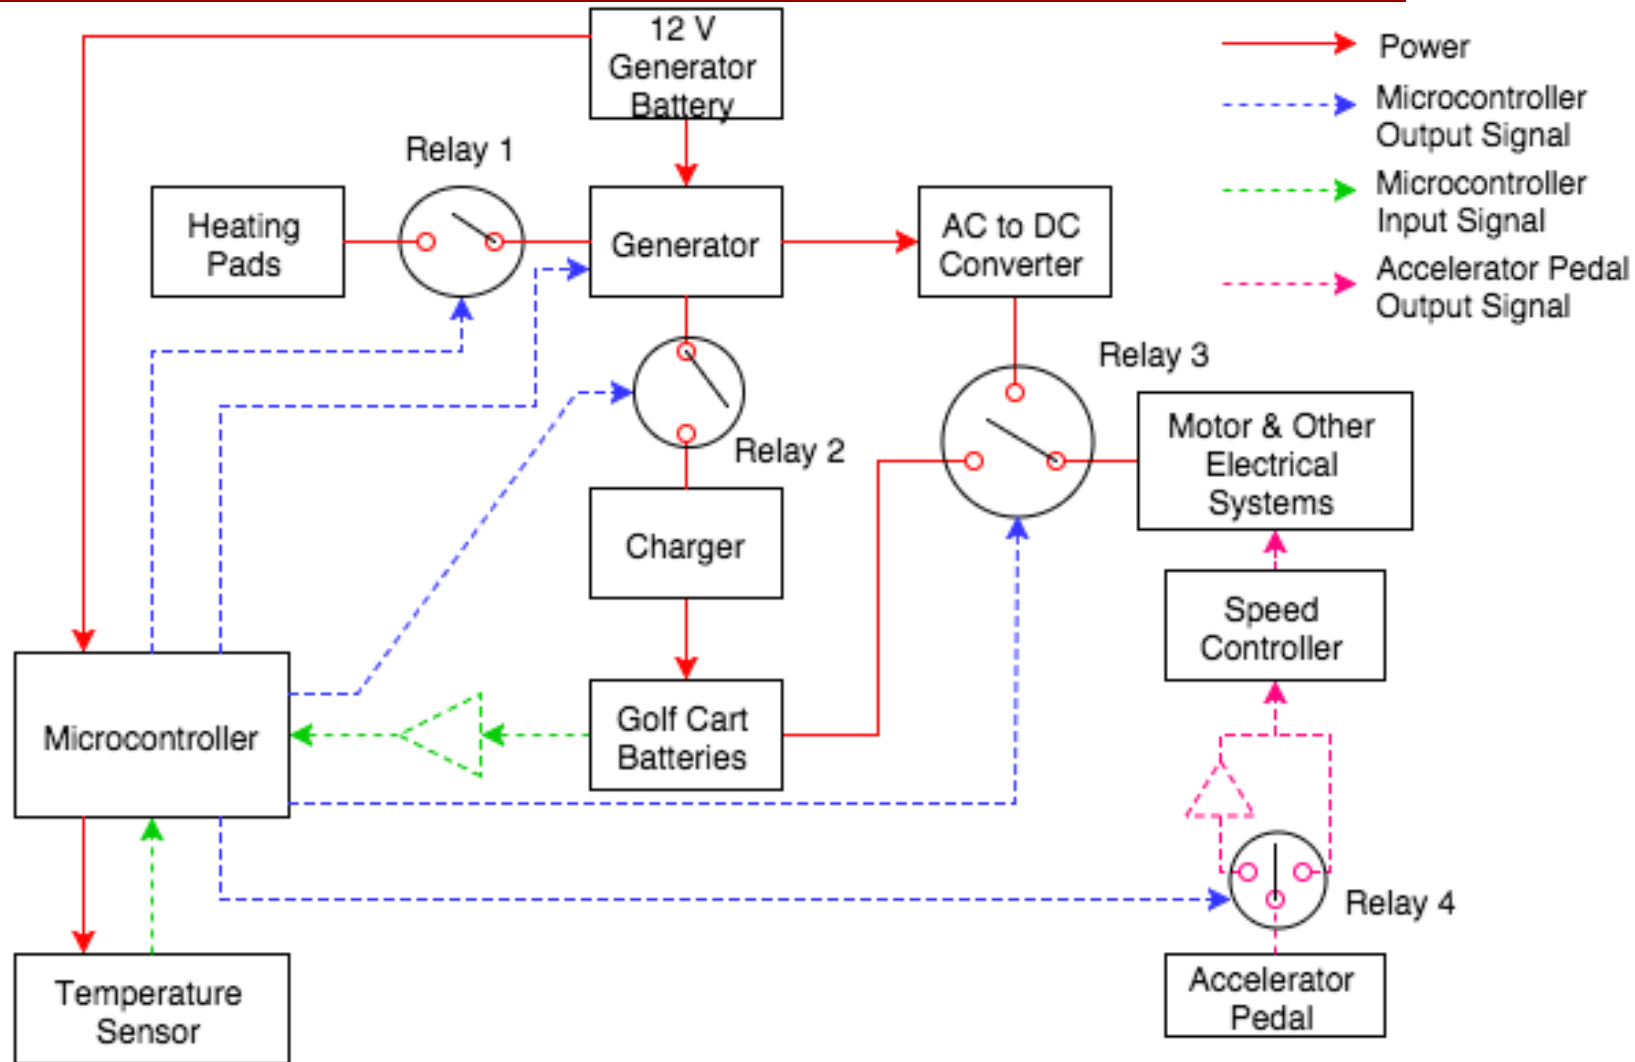 12 V
Generator
Battery
Power
Microcontroller
Output Signal
Microcontroller
Input Signal
Accelerator Pedal
Output Signal
Relay 1
Heating
Pads
Generator
AC to DC
Converter
Relay 3
Relay 2
Motor & Other
Electrical
Systems
Charger
Speed
Controller
Microcontroller
Golf Cart
Batteries
Relay 4
Temperature
Sensor
Accelerator
Pedal